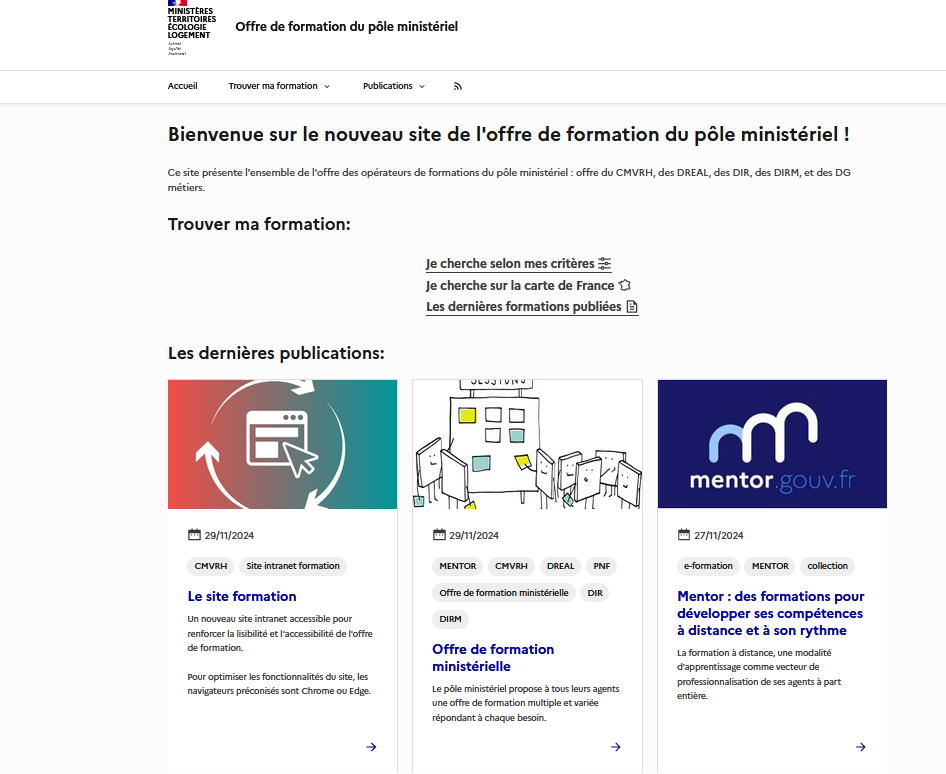 MINISTÈRES
TERRITOIRES
ÉCOLOGIE
LOGEMENT
Liberté
Égalité
Fraternité
Offre de formation du pôle ministériel
Accueil
Trouver ma formation
Publications
Bienvenue sur le nouveau site de l'offre de formation du pôle ministériel !
Ce site présente l'ensemble de l'offre des opérateurs de formations du pôle ministériel : offre du CMVRH, des DREAL, des DIR, des DIRM, et des DG
métiers.
Trouver ma formation:
Je cherche selon mes critères
Je cherche sur la carte de France
Les dernières formations publiées
Les dernières publications:
29/11/2024
CMVRH
Site intranet formation
Le site formation
Un nouveau site intranet accessible pour
renforcer la lisibilité et l'accessibilité de l'offre
de formation.
Pour optimiser les fonctionnalités du site, les
navigateurs préconisés sont Chrome ou Edge.
SESSIONS
29/11/2024
MENTOR
CMVRH
DREAL
PNF
Offre de formation ministérielle
DIR
DIRM
Offre de formation
ministérielle
Le pôle ministériel propose à tous leurs agents
une offre de formation multiple et variée
répondant à chaque besoin.
mentor.gouv.fr
27/11/2024
e-formation
MENTOR
collection
Mentor : des formations pour
développer ses compétences
à distance et à son rythme
La formation à distance, une modalité
d'apprentissage comme vecteur de
professionnalisation de ses agents à part
entière.